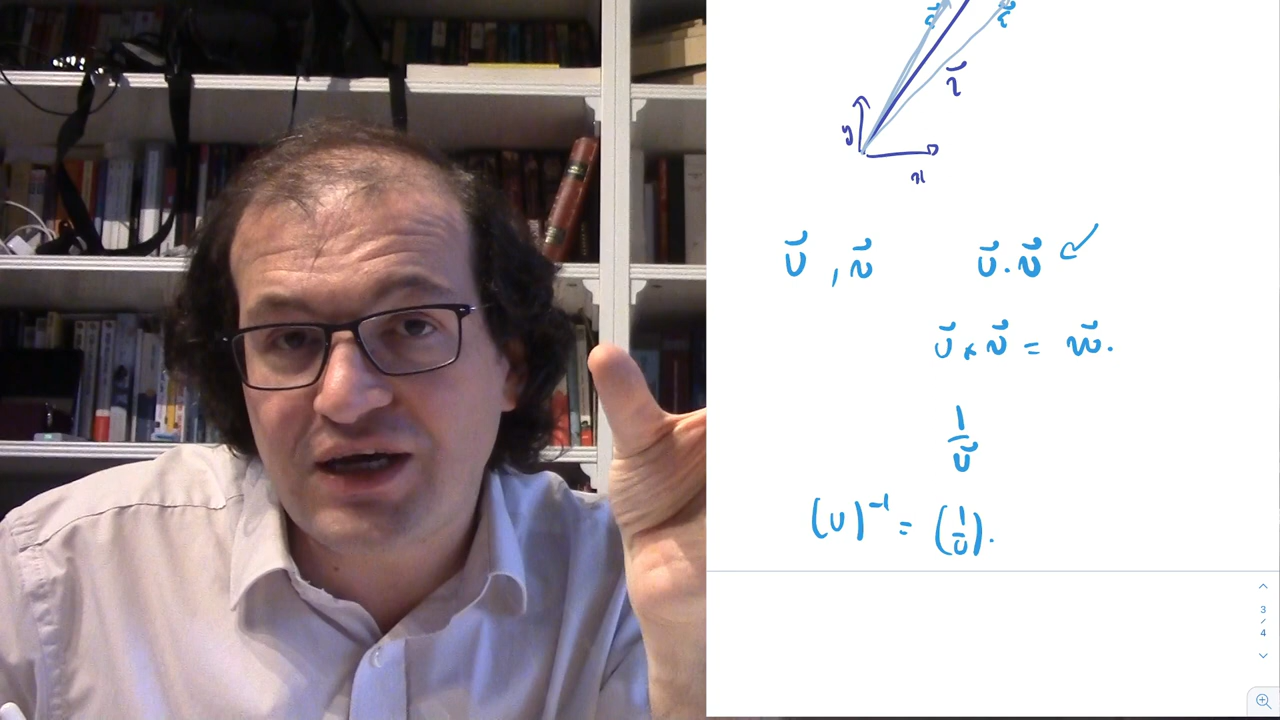 y
x
u⃗ , v⃗
u⃗ . v⃗
u⃗ × v⃗ = w⃗.
1/u⃗
(u)⁻¹ = (1/u).
3
/
4